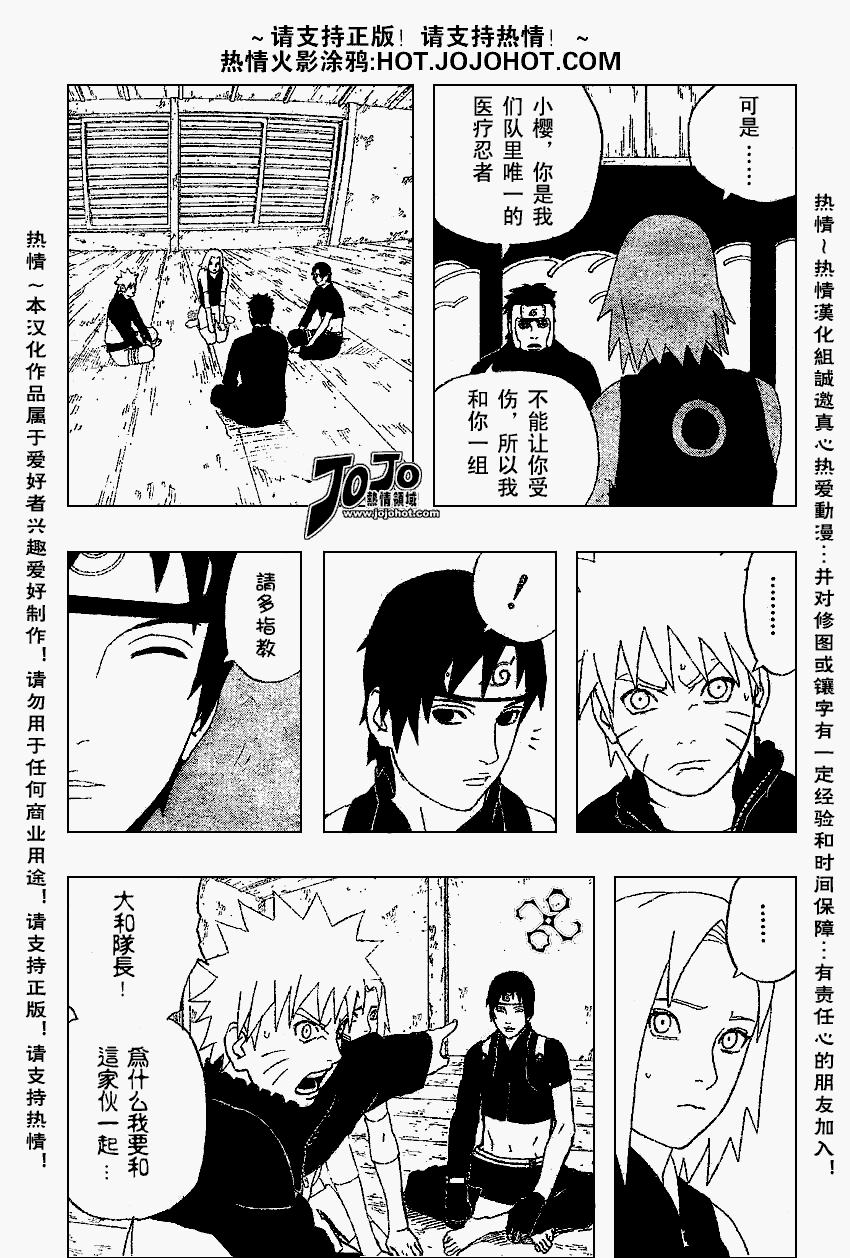 ~请支持正版！请支持热情！~
热情火影涂鸦:HOT.JOJOHOT.COM
可是……
小樱，你是我
们队里唯一的
医疗忍者
不能让你受
伤，所以我
和你一组
JOJO
熱情領域
www.jojohot.com
………
！
請多指教
……
大和隊長！
爲什么我要和
這家伙一起…
热情~热情漢化組誠邀真心热爱動漫…并对修图或镶字有一定经验和时间保障…有责任心的朋友加入！
热情~本汉化作品属于爱好者兴趣爱好制作！请勿用于任何商业用途！请支持正版！请支持热情！